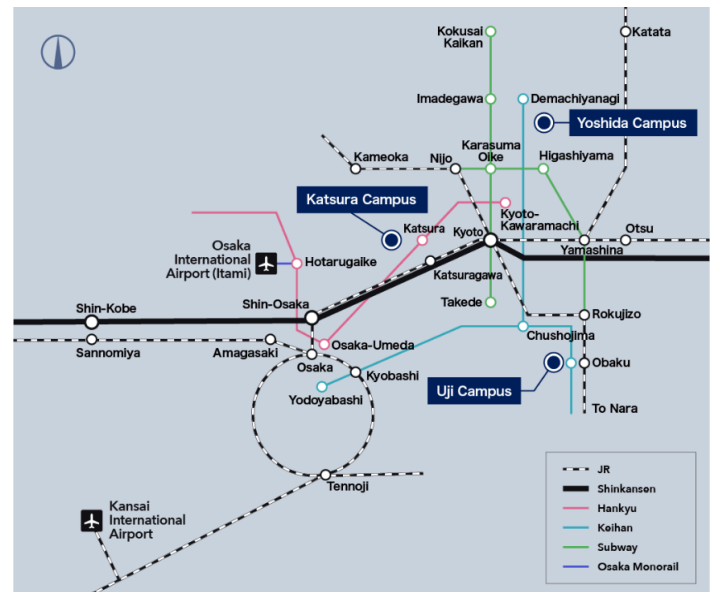 Kokusai
Kaikan
Katata
Imadegawa
Demachiyanagi
Yoshida Campus
Karasuma
Oike
Kameoka
Nijo
Higashiyama
Katsura Campus
Kyoto-
Kawaramachi
Katsura
Kyoto
Otsu
Yamashina
Osaka
International
Airport (Itami)
Hotarugaike
Katsuragawa
Shin-Kobe
Shin-Osaka
Takede
Rokujizo
Chushojima
Sannomiya
Amagasaki
Osaka-Umeda
Osaka
Kyobashi
Obaku
Yodoyabashi
Uji Campus
To Nara
Tennoji
Kansai
International
Airport
JR
Shinkansen
Hankyu
Keihan
Subway
Osaka Monorail